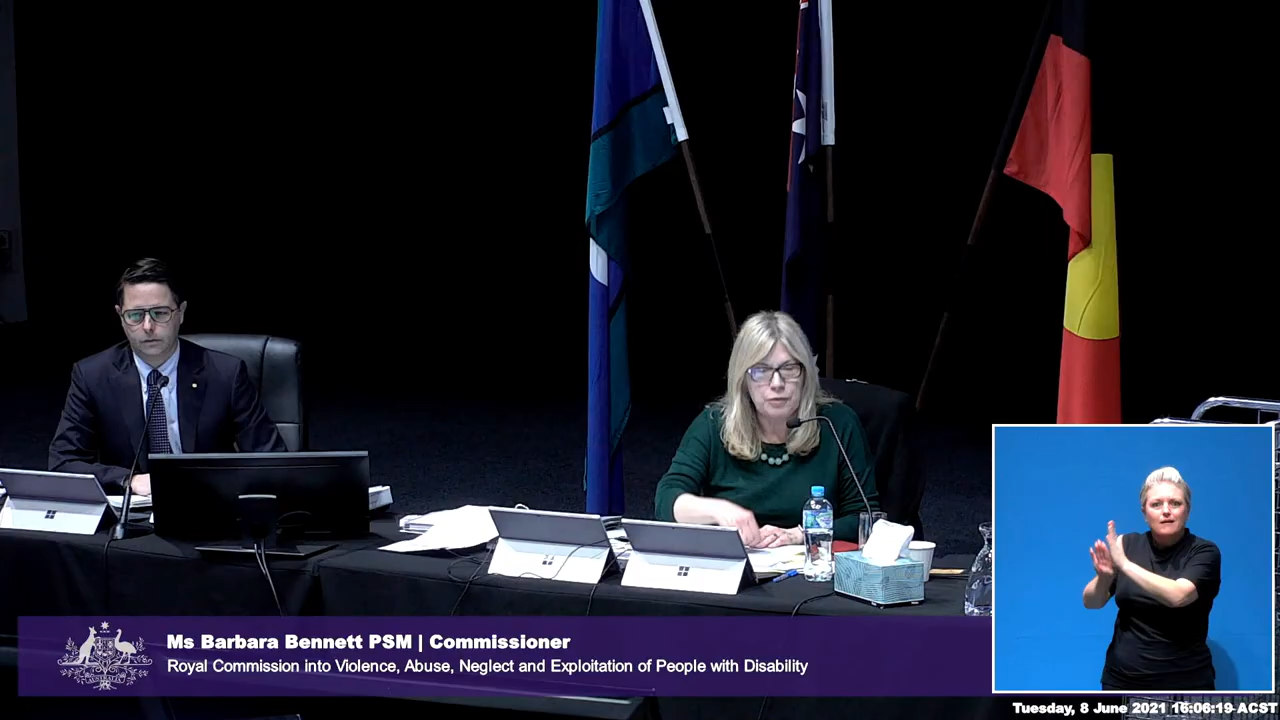 Ms Barbara Bennett PSM | Commissioner
Royal Commission into Violence, Abuse, Neglect and Exploitation of People with Disability
Tuesday, 8 June 2021 16:06:19 ACST